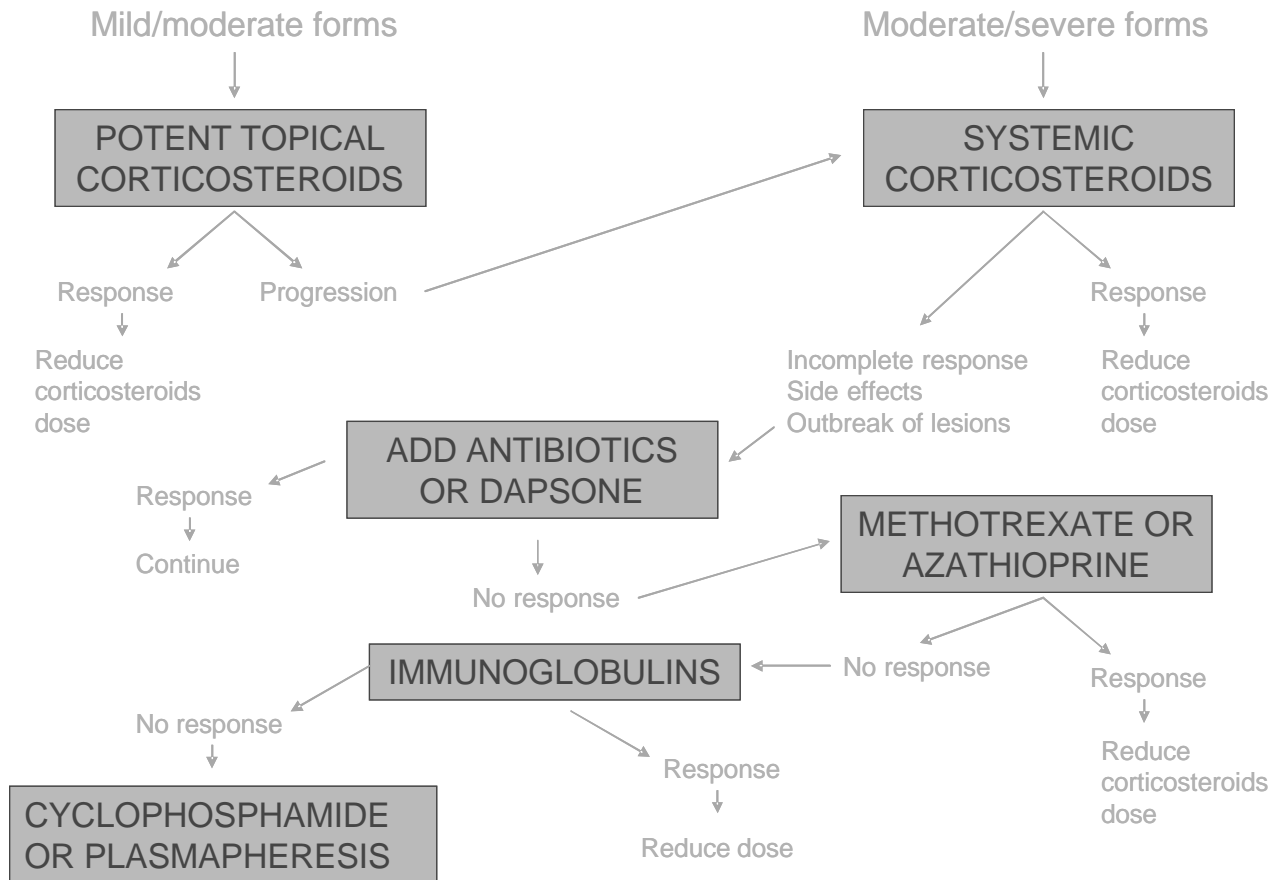 Mild/moderate forms
Moderate/severe forms
POTENT TOPICAL
CORTICOSTEROIDS
SYSTEMIC
CORTICOSTEROIDS
Response
Progression
Response
Reduce
corticosteroids
dose
Incomplete response
Side effects
Outbreak of lesions
Reduce
corticosteroids
dose
ADD ANTIBIOTICS
OR DAPSONE
Response
Continue
No response
METHOTREXATE OR
AZATHIOPRINE
IMMUNOGLOBULINS
No response
Response
No response
Response
Reduce
corticosteroids
dose
CYCLOPHOSPHAMIDE
OR PLASMAPHERESIS
Reduce dose